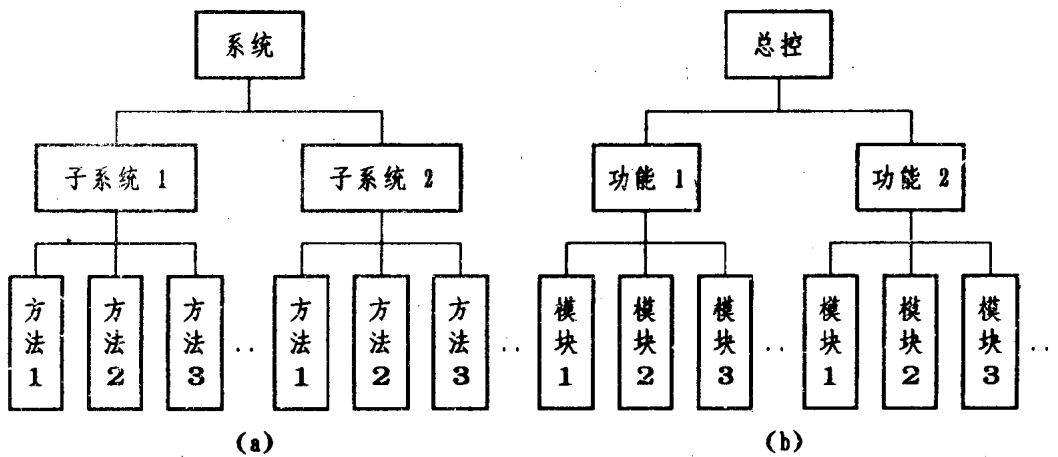 系统 总控
子系统 1 子系统 2 功能 1 功能 2
方法1 方法2 方法3 .. 方法1 方法2 方法3 .. 模块1 模块2 模块3 .. 模块1 模块2 模块3 ..
(a) (b)